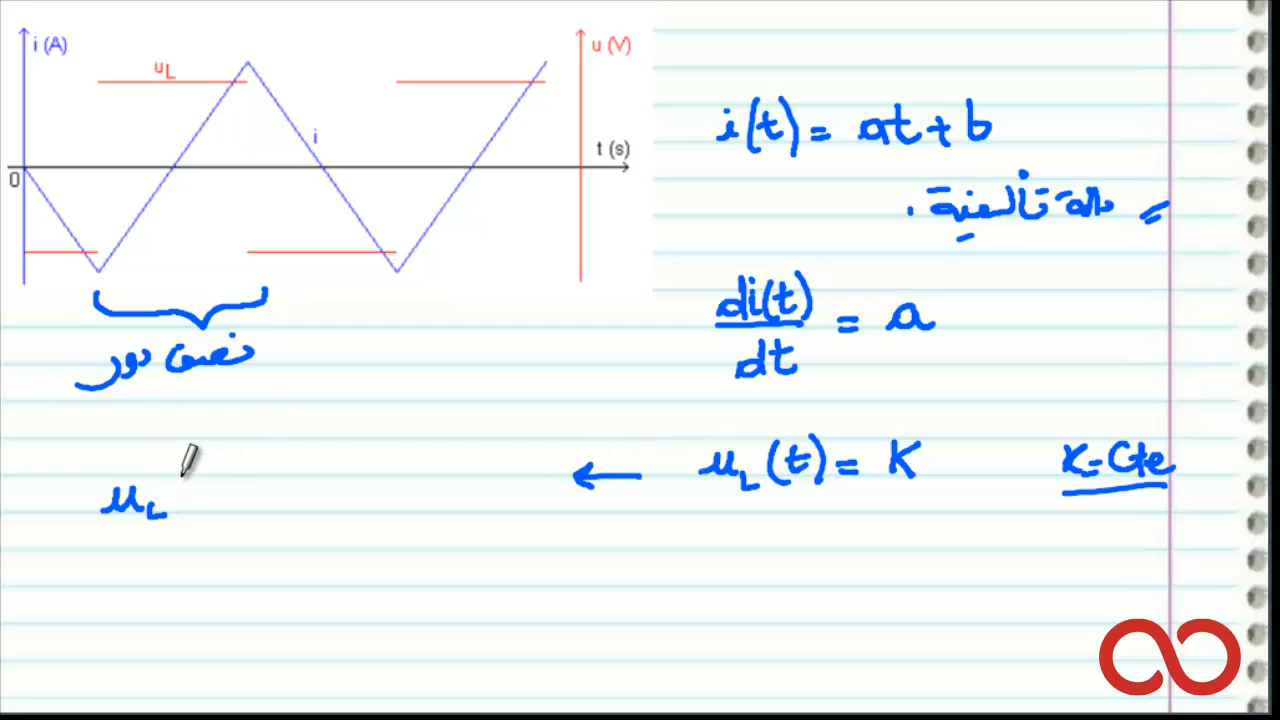 i (A)
u (V)
uL
i
t (s)
0
i(t) = at + b
= دالة تآلفية .
di(t)/dt = a
نصف دور
uL(t) = K
K = Cte
←
uL